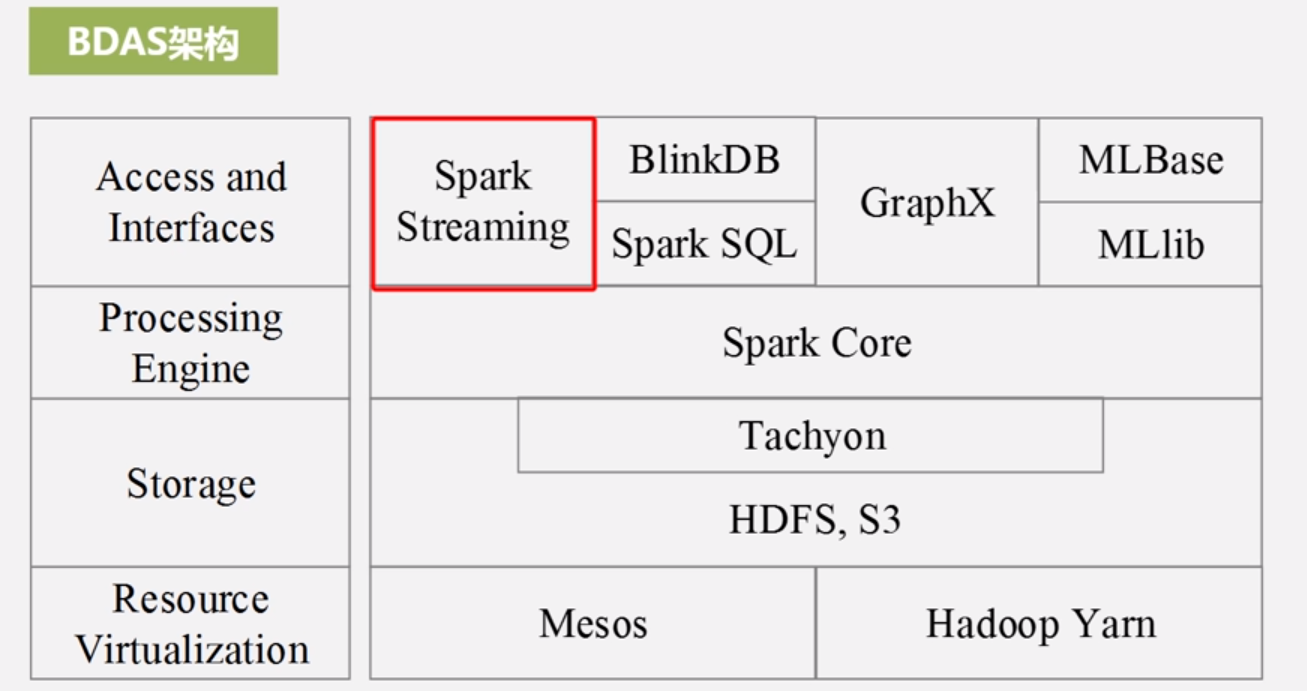 BDAS架构
Access and
Interfaces
Spark
Streaming
BlinkDB
Spark SQL
GraphX
MLBase
MLlib
Processing
Engine
Spark Core
Storage
Tachyon
HDFS, S3
Resource
Virtualization
Mesos
Hadoop Yarn